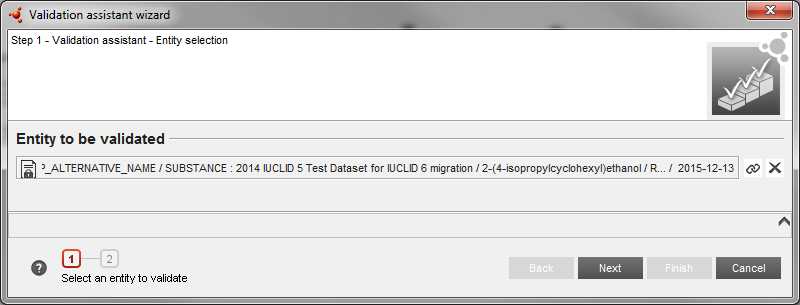 Validation assistant wizard
Step 1 - Validation assistant - Entity selection
Entity to be validated
P_ALTERNATIVE_NAME / SUBSTANCE : 2014 IUCLID 5 Test Dataset for IUCLID 6 migration / 2-(4-isopropylcyclohexyl)ethanol / R... / 2015-12-13
1 2
Select an entity to validate
Back Next Finish Cancel